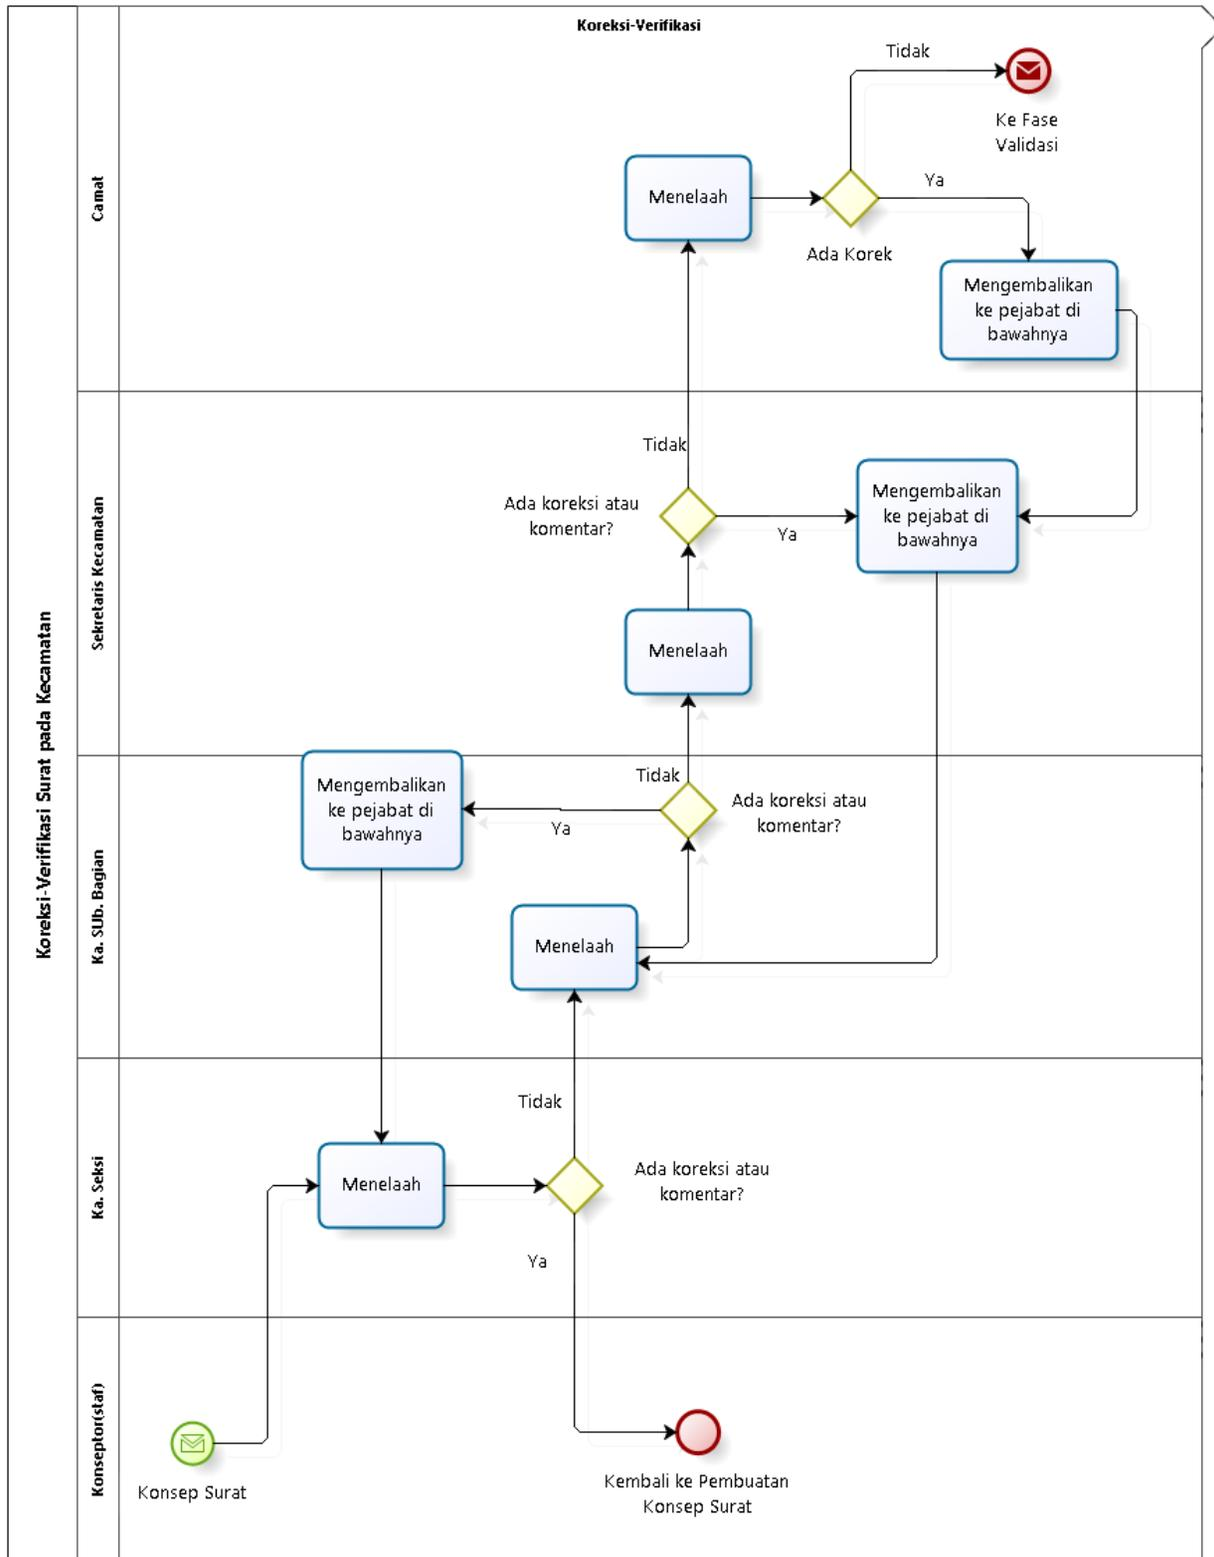 Koreksi-Verifikasi Surat pada Kecamatan
Koreksi-Verifikasi
Camat
Tidak
Ke Fase
Validasi
Menelaah
Ya
Ada Korek
Mengembalikan
ke pejabat di
bawahnya
Sekretaris Kecamatan
Tidak
Ada koreksi atau
komentar?
Ya
Mengembalikan
ke pejabat di
bawahnya
Menelaah
Ka. SUb. Bagian
Mengembalikan
ke pejabat di
bawahnya
Tidak
Ya
Ada koreksi atau
komentar?
Menelaah
Ka. Seksi
Tidak
Menelaah
Ada koreksi atau
komentar?
Ya
Konseptor(staf)
Konsep Surat
Kembali ke Pembuatan
Konsep Surat